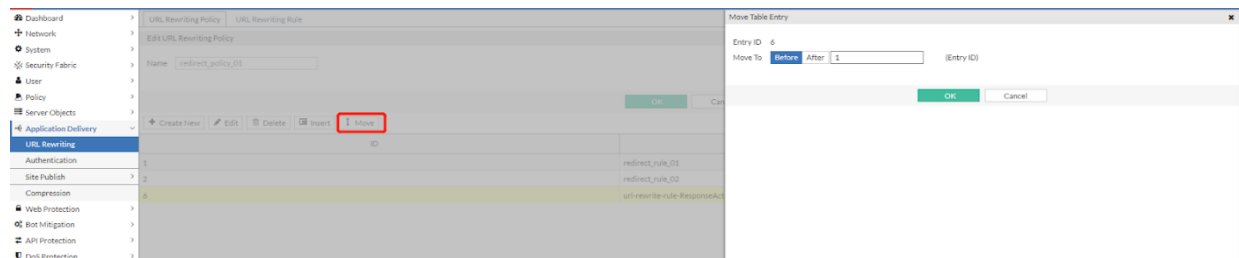 Dashboard
Network
System
Security Fabric
User
Policy
Server Objects
Application Delivery
URL Rewriting
Authentication
Site Publish
Compression
Web Protection
Bot Mitigation
API Protection
DoS Protection
URL Rewriting Policy URL Rewriting Rule
Edit URL Rewriting Policy
Name redirect_policy_01
OK Can
Create New Edit Delete Insert Move
ID
1 redirect_rule_01
2 redirect_rule_02
6 url-rewrite-rule-ResponseAct
Move Table Entry
Entry ID 6
Move To Before After 1 (Entry ID)
OK Cancel